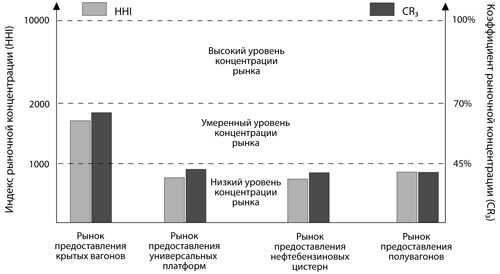 Индекс рыночной концентрации (HHI)
10000
2000
1000
HHI
CR3
Высокий уровень
концентрации
рынка
Умеренный уровень
концентрации
рынка
Низкий уровень
концентрации
рынка
100%
70%
45%
Коэффициент рыночной концентрации (CR3)
Рынок
предоставления
крытых вагонов
Рынок
предоставления
универсальных
платформ
Рынок
предоставления
нефтебензиновых
цистерн
Рынок
предоставления
полувагонов